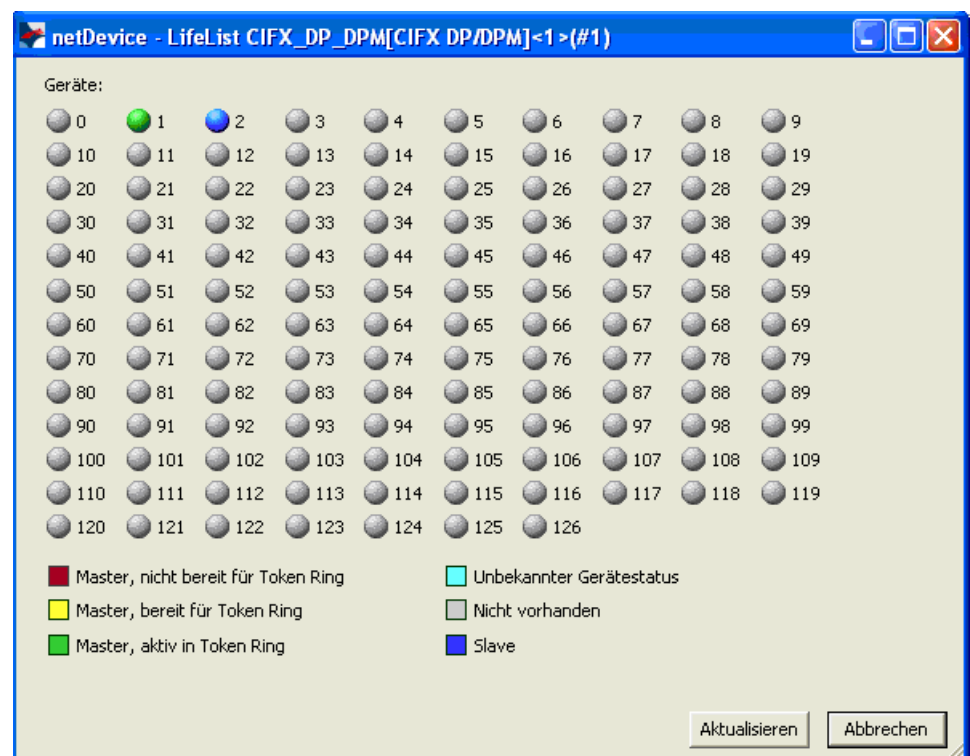 netDevice - LifeList CIFX_DP_DPM[CIFX DP/DPM]<1>(#1)
Geräte:
0 1 2 3 4 5 6 7 8 9
10 11 12 13 14 15 16 17 18 19
20 21 22 23 24 25 26 27 28 29
30 31 32 33 34 35 36 37 38 39
40 41 42 43 44 45 46 47 48 49
50 51 52 53 54 55 56 57 58 59
60 61 62 63 64 65 66 67 68 69
70 71 72 73 74 75 76 77 78 79
80 81 82 83 84 85 86 87 88 89
90 91 92 93 94 95 96 97 98 99
100 101 102 103 104 105 106 107 108 109
110 111 112 113 114 115 116 117 118 119
120 121 122 123 124 125 126
Master, nicht bereit für Token Ring
Unbekannter Gerätestatus
Master, bereit für Token Ring
Nicht vorhanden
Master, aktiv in Token Ring
Slave
Aktualisieren
Abbrechen